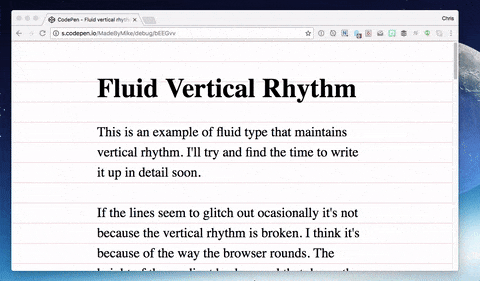 CodePen - Fluid vertical rhyth
Chris
s.codepen.io/MadeByMike/debug/bEEGvv
Fluid Vertical Rhythm
This is an example of fluid type that maintains
vertical rhythm. I'll try and find the time to write
it up in detail soon.
If the lines seem to glitch out ocasionally it's not
because the vertical rhythm is broken. I think it's
because of the way the browser rounds. The